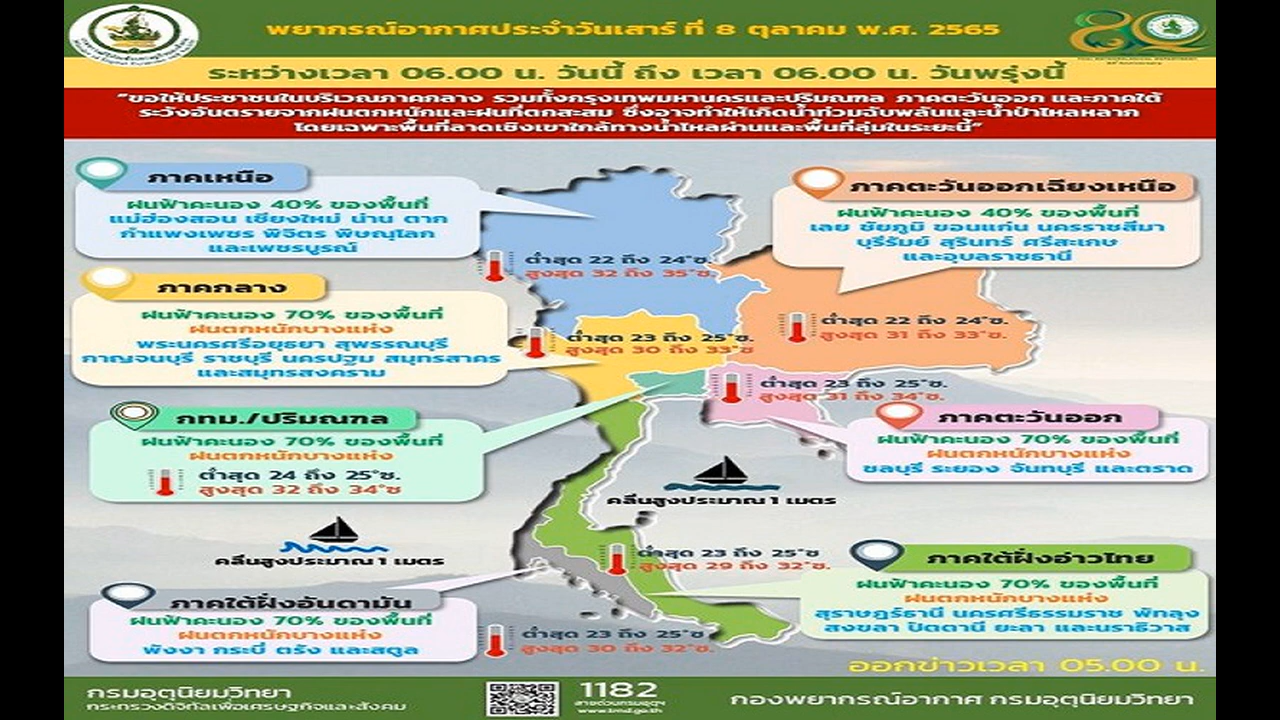 พยากรณ์อากาศประจำวันเสาร์ ที่ 8 ตุลาคม พ.ศ. 2565
ระหว่างเวลา 06.00 น. วันนี้ ถึง เวลา 06.00 น. วันพรุ่งนี้
"ขอให้ประชาชนในบริเวณภาคกลาง รวมทั้งกรุงเทพมหานครและปริมณฑล ภาคตะวันออก และภาคใต้
ระวังอันตรายจากฝนตกหนักและฝนที่ตกสะสม ซึ่งอาจทำให้เกิดน้ำท่วมฉับพลันและน้ำป่าไหลหลาก
โดยเฉพาะพื้นที่ลาดเชิงเขาใกล้ทางน้ำไหลผ่านและพื้นที่ลุ่มในระยะนี้"
ภาคเหนือ
ฝนฟ้าคะนอง 40% ของพื้นที่
แม่ฮ่องสอน เชียงใหม่ น่าน ตาก
กำแพงเพชร พิจิตร พิษณุโลก
และเพชรบูรณ์
ต่ำสุด 22 ถึง 24°ซ.
สูงสุด 32 ถึง 35°ซ.
ภาคตะวันออกเฉียงเหนือ
ฝนฟ้าคะนอง 40% ของพื้นที่
เลย ชัยภูมิ ขอนแก่น นครราชสีมา
บุรีรัมย์ สุรินทร์ ศรีสะเกษ
และอุบลราชธานี
ต่ำสุด 22 ถึง 24°ซ.
สูงสุด 31 ถึง 33°ซ.
ภาคกลาง
ฝนฟ้าคะนอง 70% ของพื้นที่
ฝนตกหนักบางแห่ง
พระนครศรีอยุธยา สุพรรณบุรี
กาญจนบุรี ราชบุรี นครปฐม สมุทรสาคร
และสมุทรสงคราม
ต่ำสุด 23 ถึง 25°ซ.
สูงสุด 30 ถึง 33°ซ
กทม./ปริมณฑล
ฝนฟ้าคะนอง 70% ของพื้นที่
ฝนตกหนักบางแห่ง
ต่ำสุด 24 ถึง 25°ซ.
สูงสุด 32 ถึง 34°ซ
ต่ำสุด 23 ถึง 25°ซ.
สูงสุด 31 ถึง 34°ซ.
ภาคตะวันออก
ฝนฟ้าคะนอง 70% ของพื้นที่
ฝนตกหนักบางแห่ง
ชลบุรี ระยอง จันทบุรี และตราด
คลื่นสูงประมาณ 1 เมตร
คลื่นสูงประมาณ 1 เมตร
ภาคใต้ฝั่งอันดามัน
ฝนฟ้าคะนอง 70% ของพื้นที่
ฝนตกหนักบางแห่ง
พังงา กระบี่ ตรัง และสตูล
ต่ำสุด 23 ถึง 25°ซ
สูงสุด 30 ถึง 32°ซ.
ต่ำสุด 23 ถึง 25°ซ
สูงสุด 29 ถึง 32°ซ.
ภาคใต้ฝั่งอ่าวไทย
ฝนฟ้าคะนอง 70% ของพื้นที่
ฝนตกหนักบางแห่ง
สุราษฎร์ธานี นครศรีธรรมราช พัทลุง
สงขลา ปัตตานี ยะลา และนราธิวาส
ออกข่าวเวลา 05.00 น.
กรมอุตุนิยมวิทยา
กระทรวงดิจิทัลเพื่อเศรษฐกิจและสังคม
1182
สายด่วนกรมอุตุฯ
www.tmd.go.th
กองพยากรณ์อากาศ กรมอุตุนิยมวิทยา